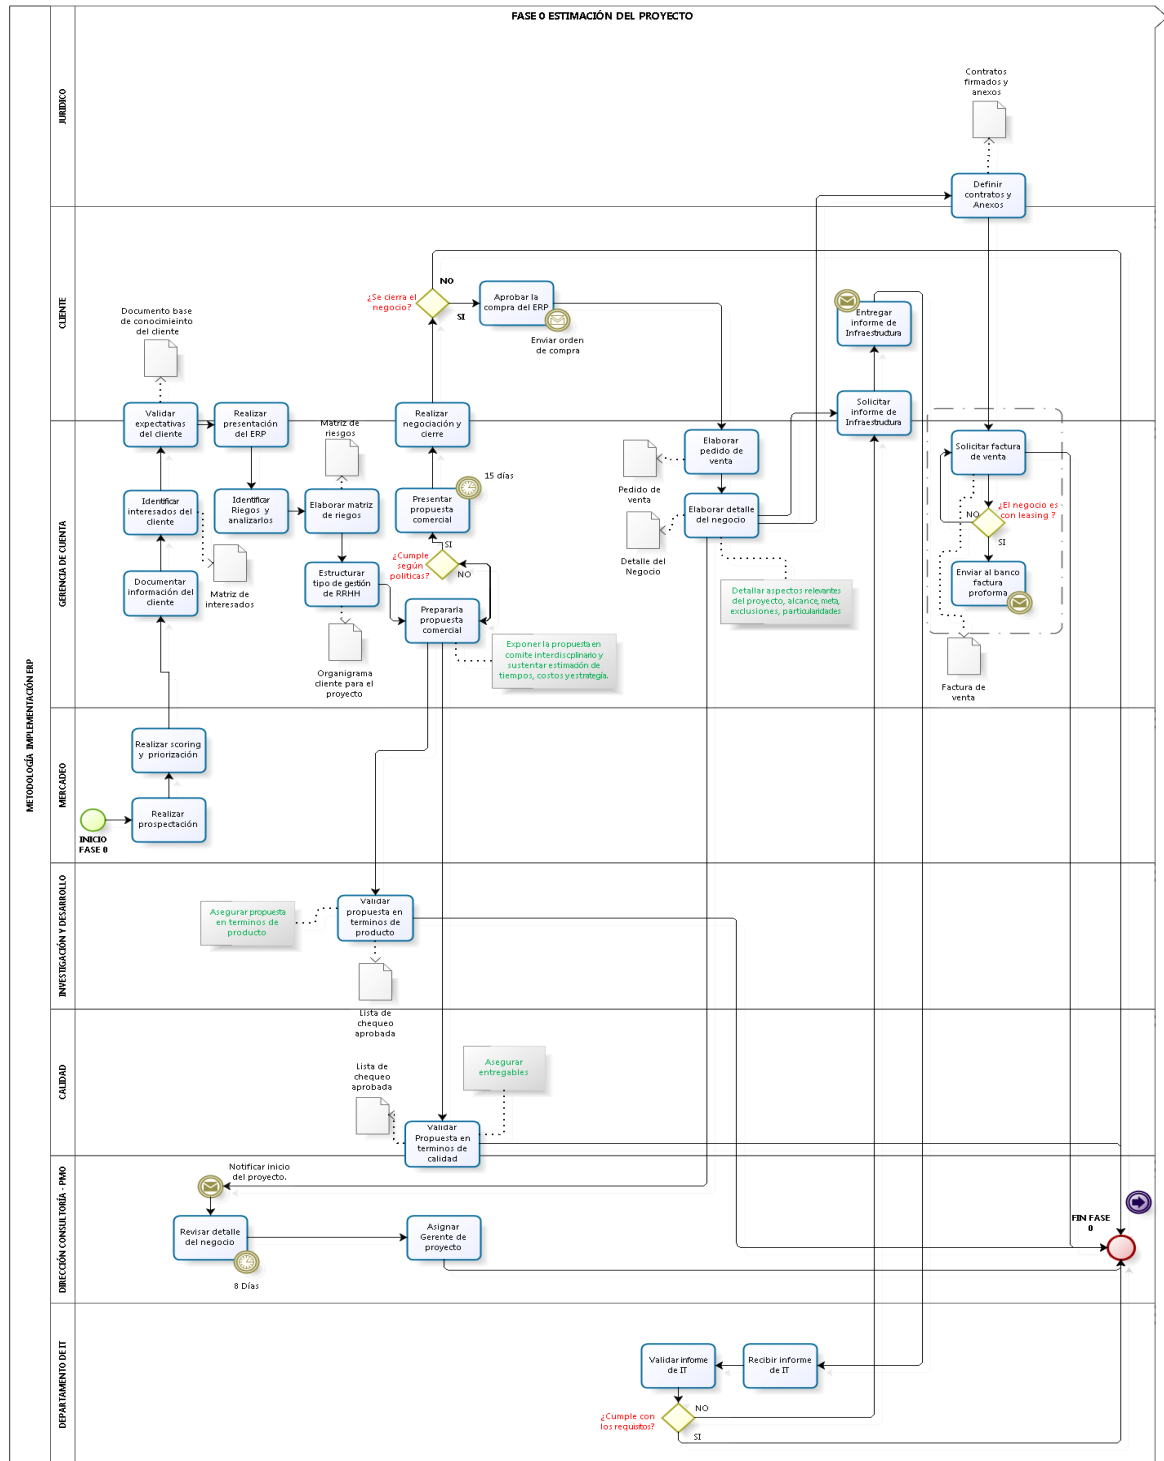 FASE 0 ESTIMACIÓN DEL PROYECTO
METODOLOGÍA IMPLEMENTACIÓN ERP
JURIDICO
Contratos
firmados y
anexos
Definir
contratos y
Anexos
CLIENTE
Documento base
de conocimieinto
del cliente
¿Se cierra el
negocio?
NO
SI
Aprobar la
compra del ERP
Enviar orden
de compra
Entregar
informe de
Infraestructura
Validar
expectativas
del cliente
Realizar
presentación
del ERP
Realizar
negociación y
cierre
Solicitar
informe de
Infraestructura
GERENCIA DE CUENTA
Matriz de
riesgos
Identificar
interesados del
cliente
Identificar
Riegos y
analizarlos
Elaborar matriz
de riegos
Presentar
propuesta
comercial
15 días
Pedido de
venta
Elaborar
pedido de
venta
Elaborar detalle
del negocio
Detalle del
Negocio
Solicitar factura
de venta
¿El negocio es
con leasing ?
NO
SI
Enviar al banco
factura
proforma
Factura de
venta
Documentar
información del
cliente
Matriz de
interesados
Estructurar
tipo de gestión
de RRHH
¿Cumple
según
políticas?
SI
NO
Prepararla
propuesta
comercial
Organigrama
cliente para el
proyecto
Exponer la propuesta en
comite interdiscplinario y
sustentar estimación de
tiempos, costos y estrategía.
Detallar aspectos relevantes
del proyecto, alcance, meta,
exclusiones, particularidades
MERCADEO
Realizar scoring
y priorización
Realizar
prospectación
INICIO
FASE 0
INVESTIGACIÓN Y DESARROLLO
Asegurar propuesta
en terminos de
producto
Validar
propuesta en
terminos de
producto
Lista de
chequeo
aprobada
CALIDAD
Lista de
chequeo
aprobada
Asegurar
entregables
Validar
Propuesta en
terminos de
calidad
DIRECCIÓN CONSULTORÍA - PMO
Notificar inicio
del proyecto.
Revisar detalle
del negocio
8 Días
Asignar
Gerente de
proyecto
FIN FASE
0
DEPARTAMENTO DE IT
Validar informe
de IT
Recibir informe
de IT
¿Cumple con
los requisitos?
NO
SI